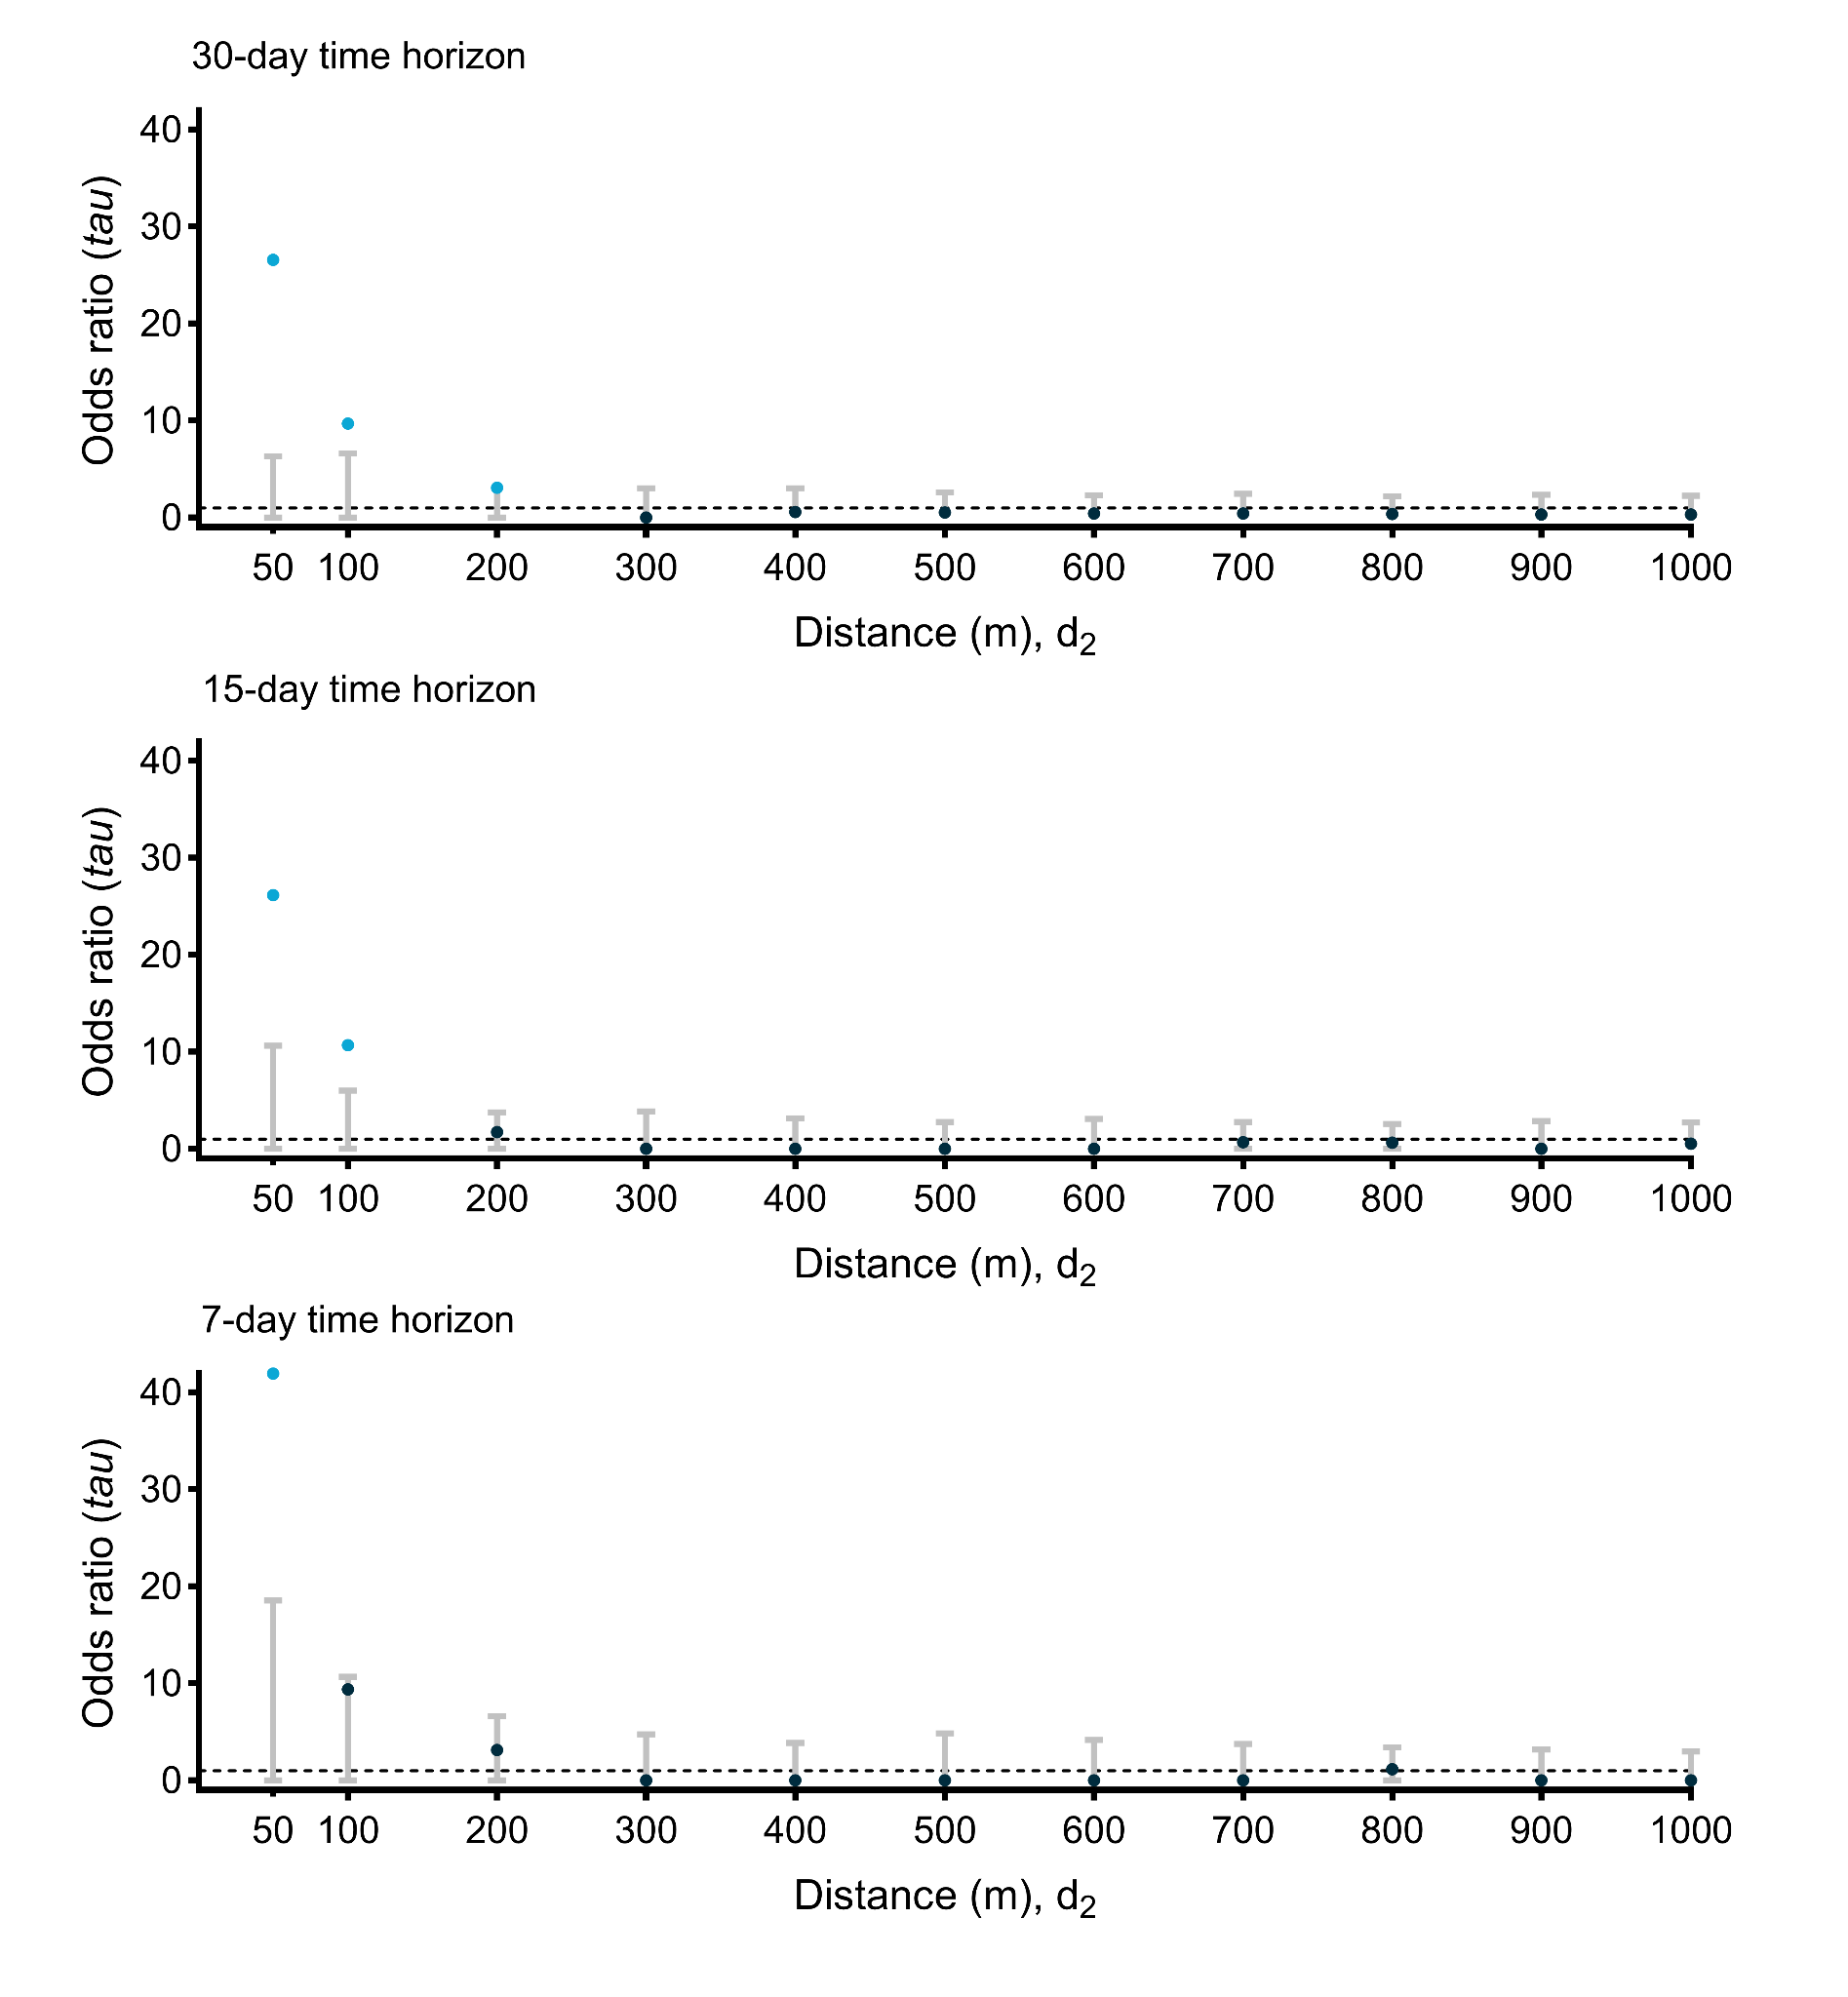 30-day time horizon
Odds ratio (tau)
40
30
20
10
0
50 100 200 300 400 500 600 700 800 900 1000
Distance (m), d₂
15-day time horizon
Odds ratio (tau)
40
30
20
10
0
50 100 200 300 400 500 600 700 800 900 1000
Distance (m), d₂
7-day time horizon
Odds ratio (tau)
40
30
20
10
0
50 100 200 300 400 500 600 700 800 900 1000
Distance (m), d₂